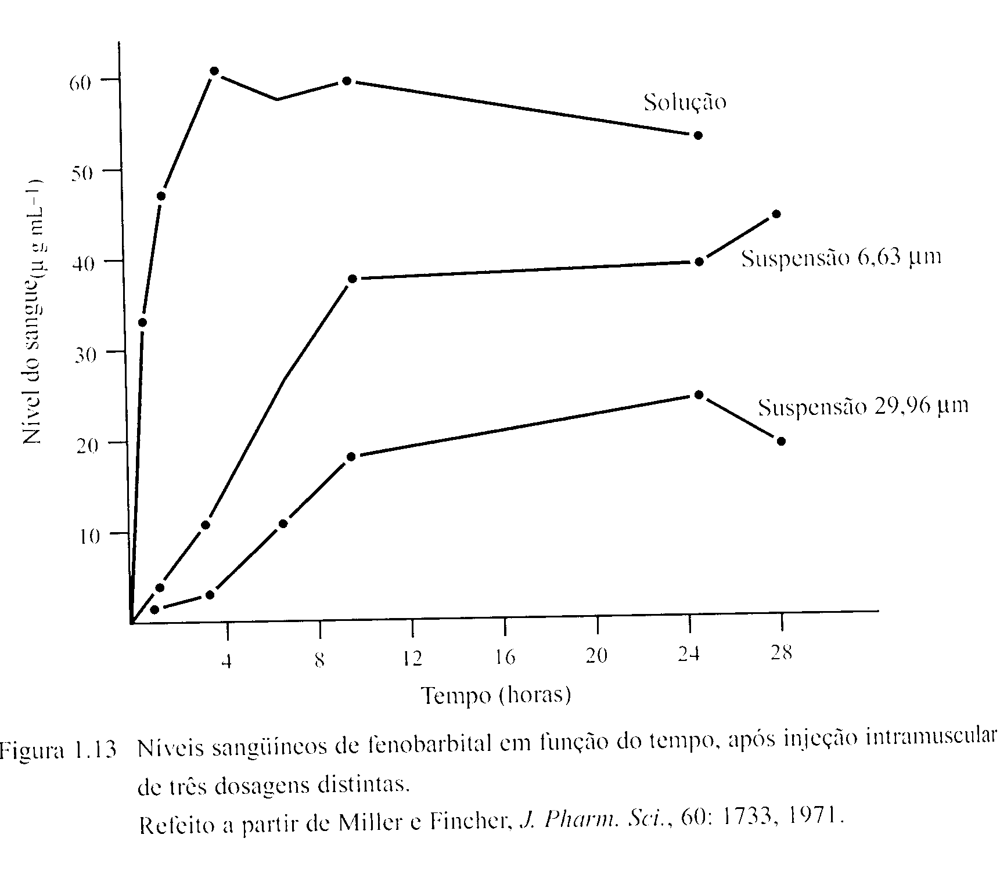 60
Solução
50
Nível do sangue (μ g mL⁻¹)
40
Suspensão 6,63 μm
30
Suspensão 29,96 μm
20
10
4 8 12 16 20 24 28
Tempo (horas)
Figura 1.13 Níveis sangüíneos de fenobarbital em função do tempo, após injeção intramuscular
de três dosagens distintas.
Refeito a partir de Miller e Fincher, J. Pharm. Sci., 60: 1733, 1971.